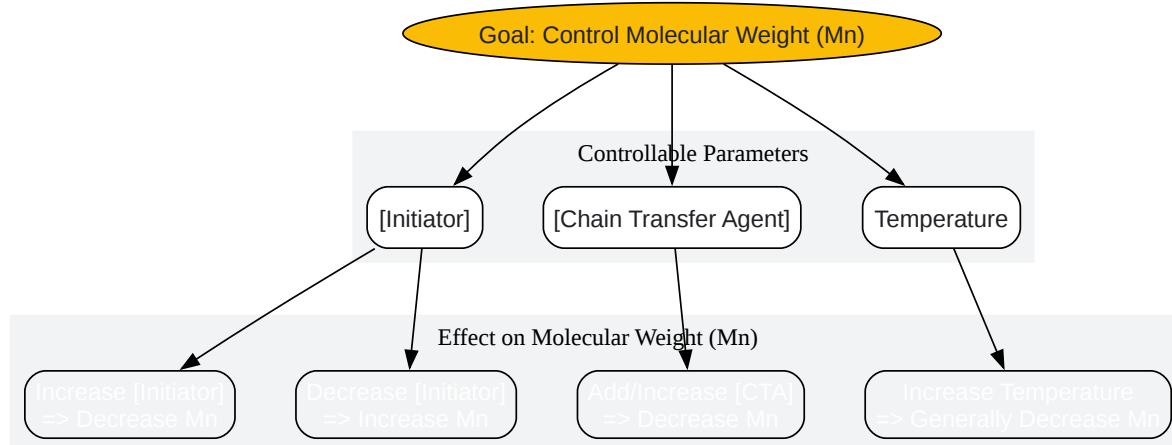 Goal: Control Molecular Weight (Mn)
Controllable Parameters
[Initiator]
[Chain Transfer Agent]
Temperature
Effect on Molecular Weight (Mn)
Increase [Initiator]
=> Decrease Mn
Decrease [Initiator]
=> Increase Mn
Add/Increase [CTA]
=> Decrease Mn
Increase Temperature
=> Generally Decrease Mn